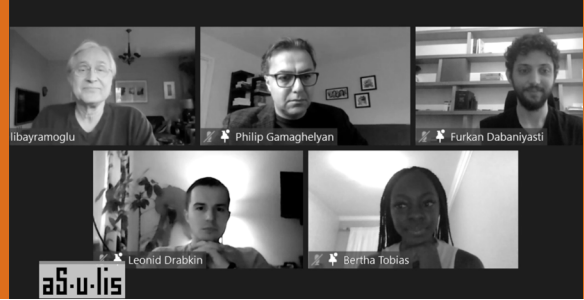 libayramoglu
Philip Gamaghelyan
Furkan Dabaniyasti
Leonid Drabkin
Bertha Tobias
aS·u·lis